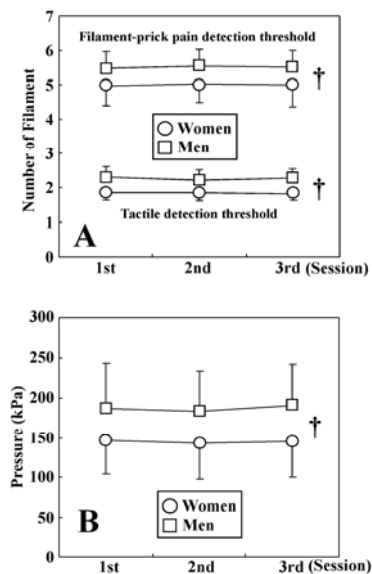 7
Filament-prick pain detection threshold
6
†
5
4
Women
Men
3
†
2
1
Tactile detection threshold
0
Number of Filament
A
1st 2nd 3rd (Session)
300
250
200
†
150
100
Women
50
Men
0
Pressure (kPa)
B
1st 2nd 3rd (Session)